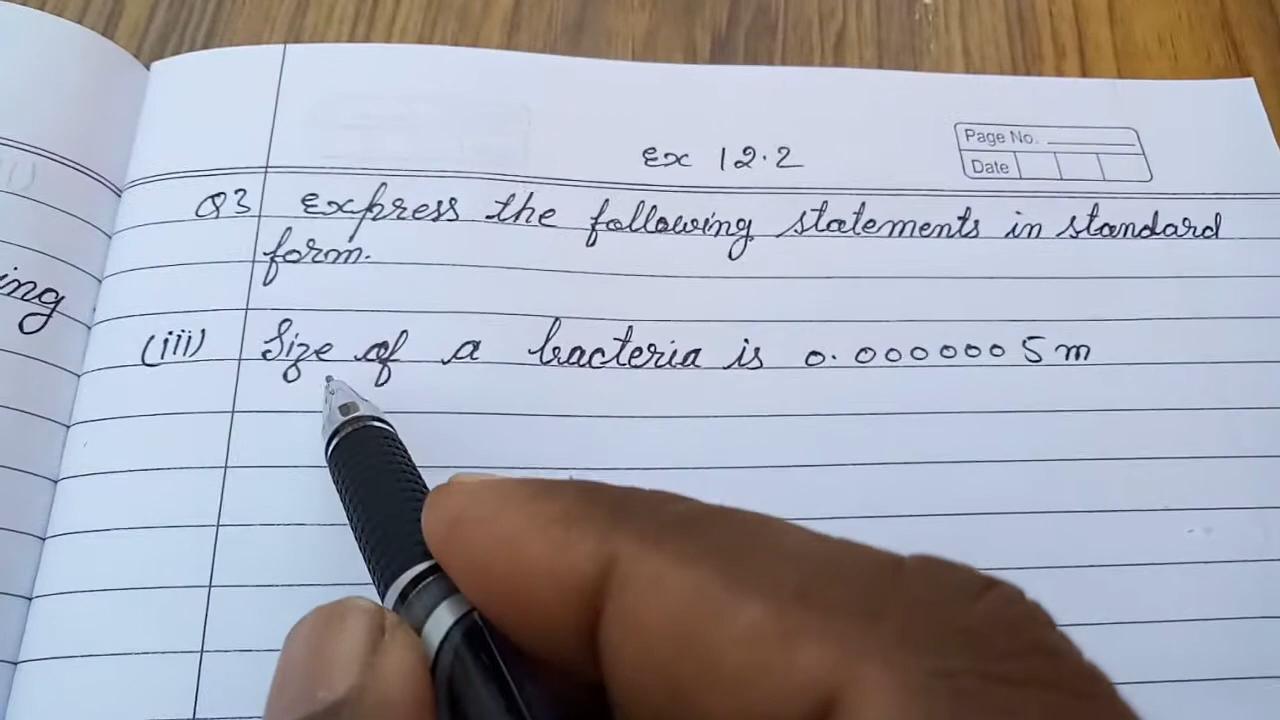 Page No.
Date
Ex 12.2
Q3 Express the following statements in standard
form.
ing
(iii) Size of a bacteria is 0.0000005 m